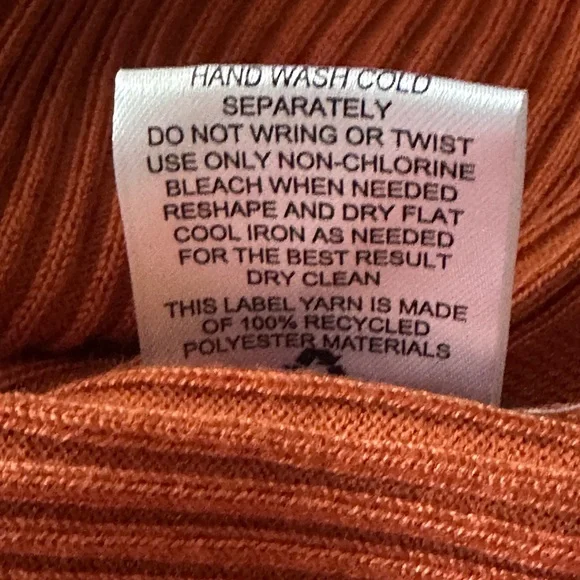 HAND WASH COLD
SEPARATELY
DO NOT WRING OR TWIST
USE ONLY NON-CHLORINE
BLEACH WHEN NEEDED
RESHAPE AND DRY FLAT
COOL IRON AS NEEDED
FOR THE BEST RESULT
DRY CLEAN
THIS LABEL YARN IS MADE
OF 100% RECYCLED
POLYESTER MATERIALS